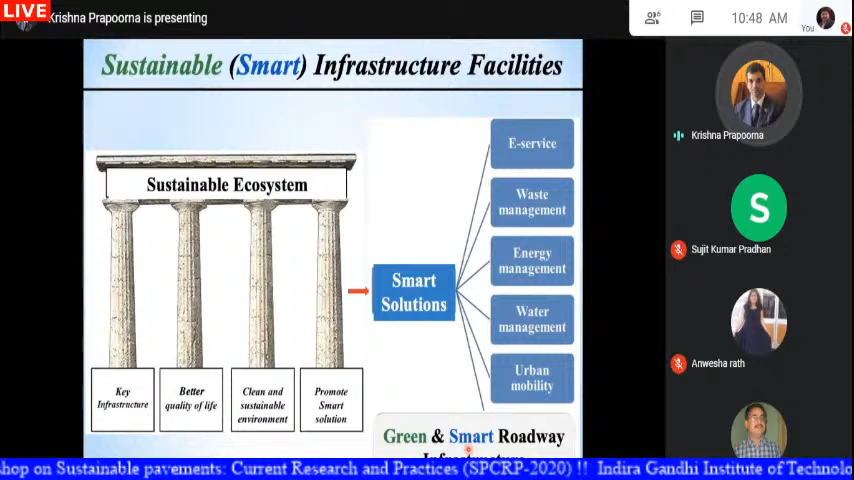 LIVE
Krishna Prapoorna is presenting
6
10:48 AM
You
Sustainable (Smart) Infrastructure Facilities
Sustainable Ecosystem
Key
Infrastructure
Better
quality of life
Clean and
sustainable
environment
Promote
Smart
solution
Smart
Solutions
E-service
Waste
management
Energy
management
Water
management
Urban
mobility
Green & Smart Roadway
Infrastructure
Krishna Prapoorna
S
Sujit Kumar Pradhan
Anwesha rath
shop on Sustainable pavements: Current Research and Practices (SPCRP-2020) !! Indira Gandhi Institute of Technolo